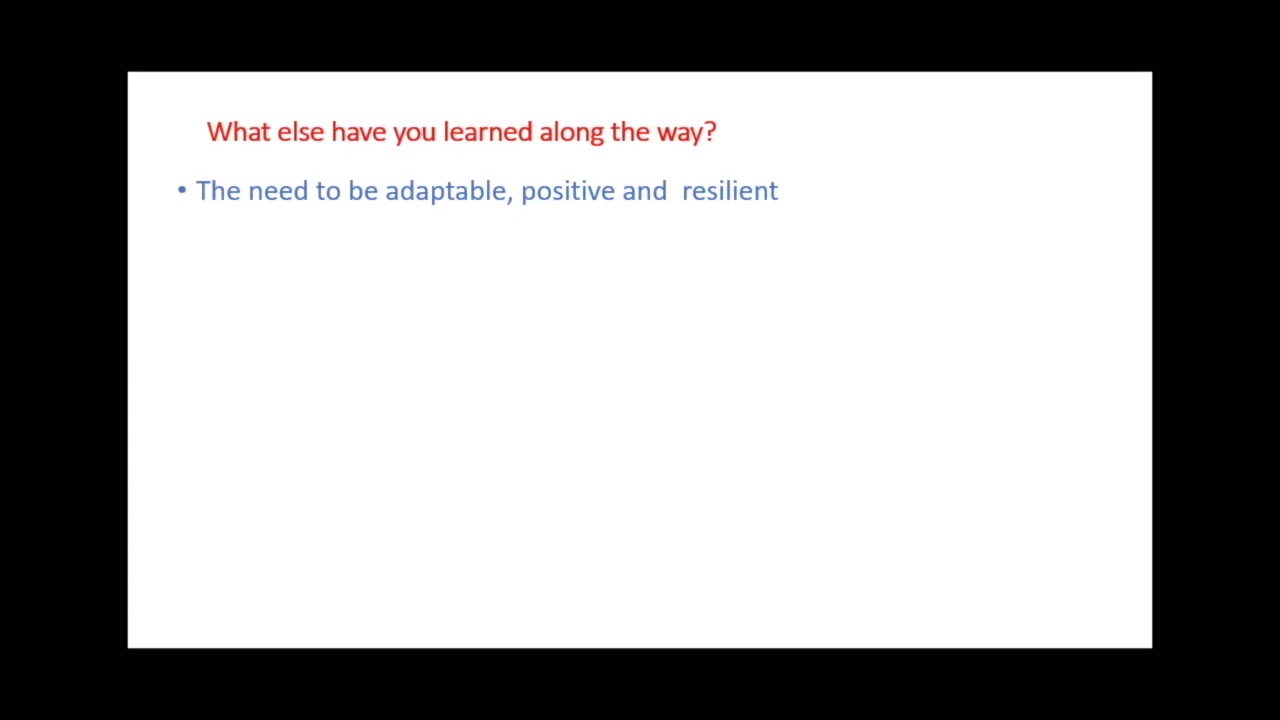 What else have you learned along the way?
• The need to be adaptable, positive and  resilient